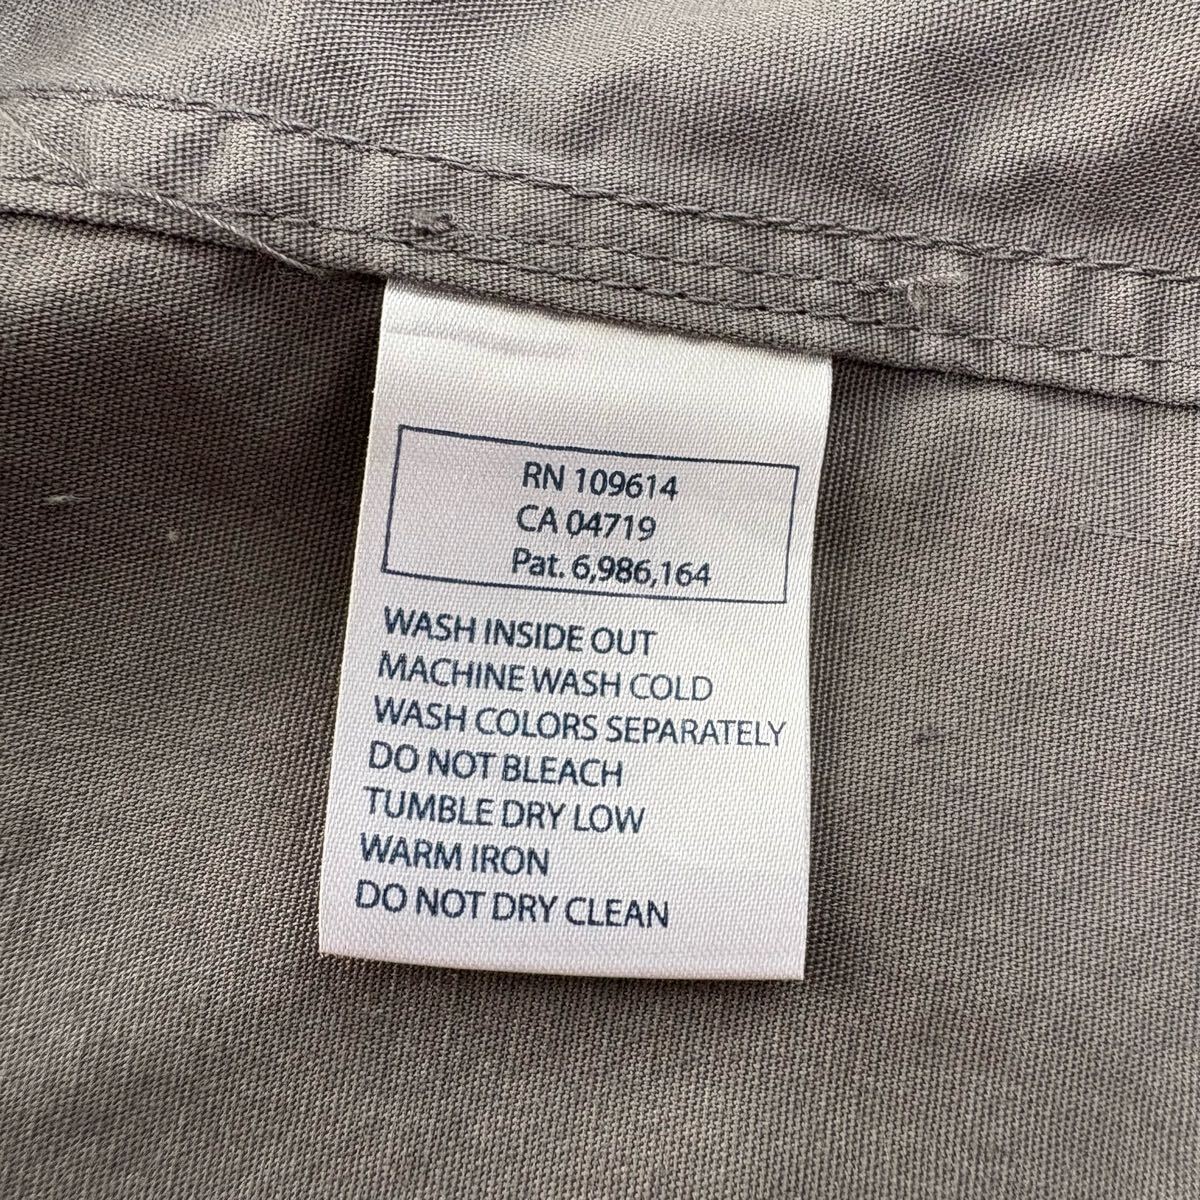 RN 109614
CA 04719
Pat. 6,986,164
WASH INSIDE OUT
MACHINE WASH COLD
WASH COLORS SEPARATELY
DO NOT BLEACH
TUMBLE DRY LOW
WARM IRON
DO NOT DRY CLEAN